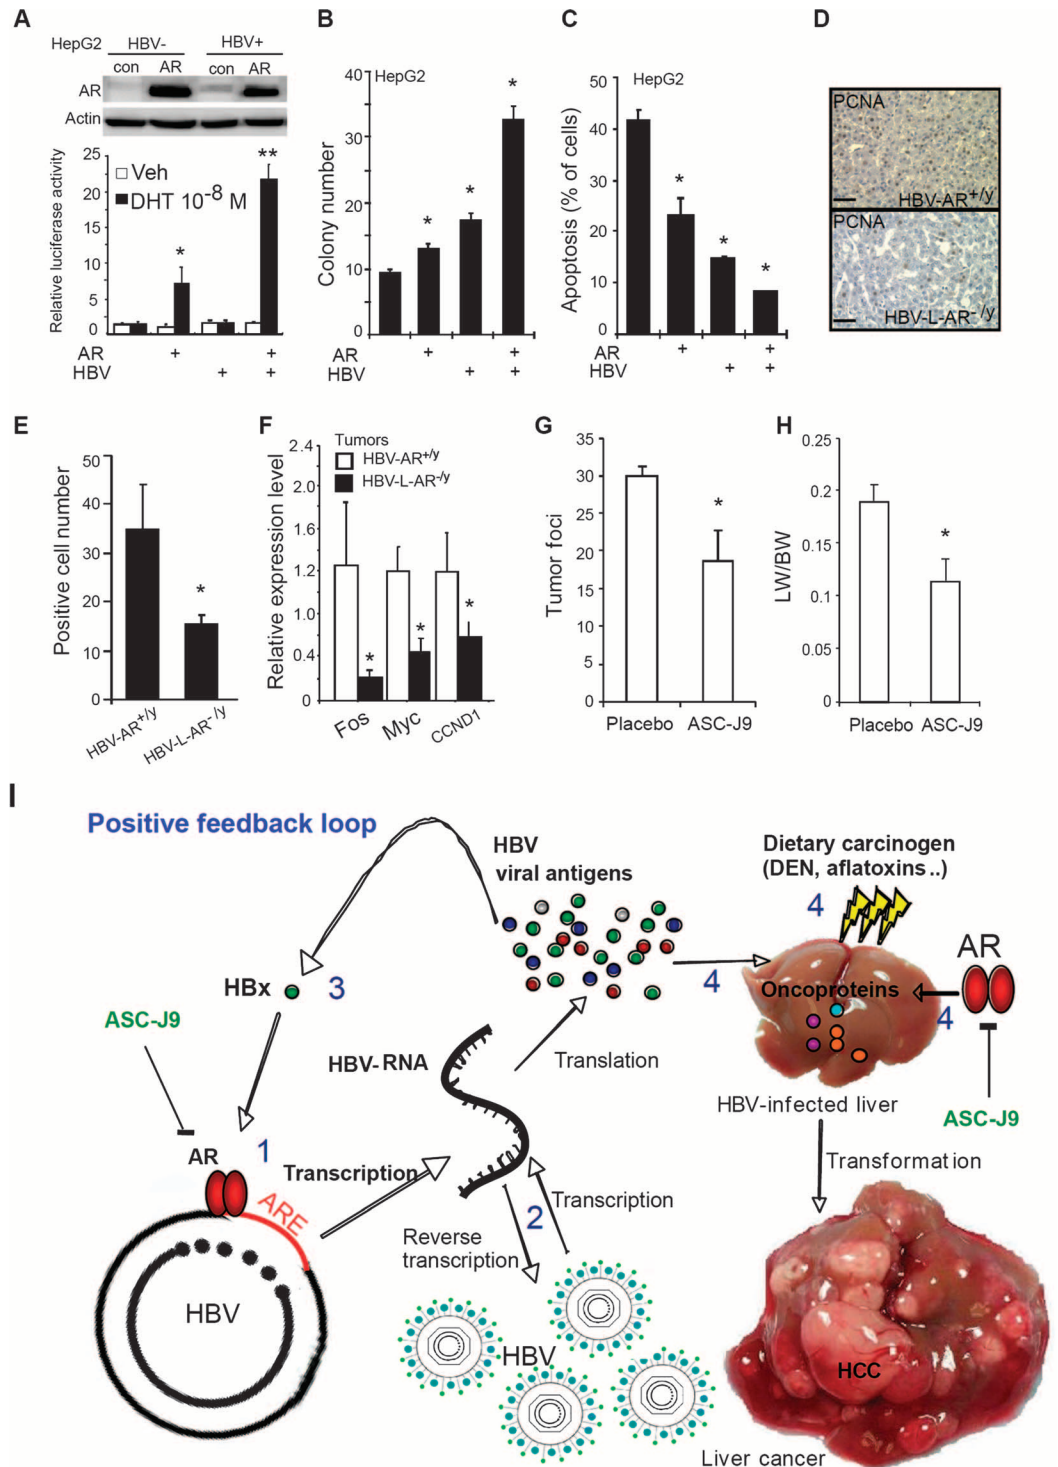 A
HepG2
HBV-
HBV+
con
AR
con
AR
AR
Actin
Relative luciferase activity
25
20
15
10
5
0
Veh
DHT 10⁻⁸ M
*
**
AR
+
+
HBV
+
+
B
Colony number
40
30
20
10
0
HepG2
*
*
*
AR
+
+
HBV
+
+
C
Apoptosis (% of cells)
50
40
30
20
10
0
HepG2
*
*
*
AR
+
+
HBV
+
+
D
PCNA
HBV-AR⁺/y
PCNA
HBV-L-AR⁻/y
E
Positive cell number
50
40
30
20
10
0
*
HBV-AR⁺/y
HBV-L-AR⁻/y
F
Relative expression level
2.4
2.0
1.6
1.2
0.8
0.4
0
Tumors
HBV-AR⁺/y
HBV-L-AR⁻/y
*
*
*
Fos
Myc
CCND1
G
Tumor foci
35
30
25
20
15
10
5
0
*
Placebo
ASC-J9
H
LW/BW
0.25
0.2
0.15
0.1
0.05
0
*
Placebo
ASC-J9
I
Positive feedback loop
HBV
viral antigens
Dietary carcinogen
(DEN, aflatoxins..)
4
AR
HBx
3
4
Oncoproteins
4
ASC-J9
HBV-RNA
Translation
HBV-infected liver
ASC-J9
AR
1
Transcription
ARE
Transformation
2
Transcription
Reverse
transcription
HBV
HBV
HCC
Liver cancer